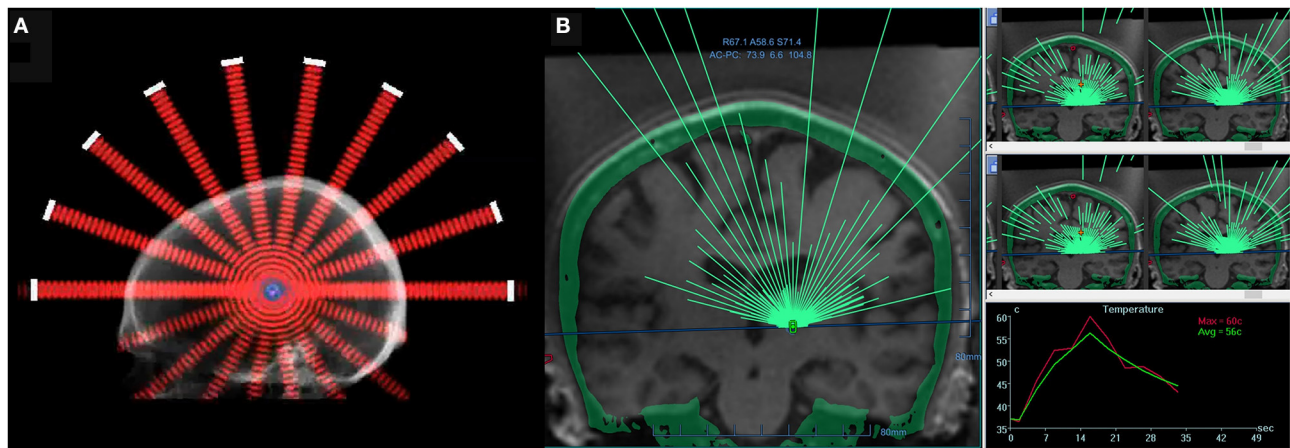 A
B
R67.1 A58.6 S71.4
AC-PC: 73.9 6.6 104.8
80mm
80mm
<
<
c
Temperature
Max = 60c
Avg = 56c
60
55
50
45
40
35
0
7
14
21
28
35
42
49
sec